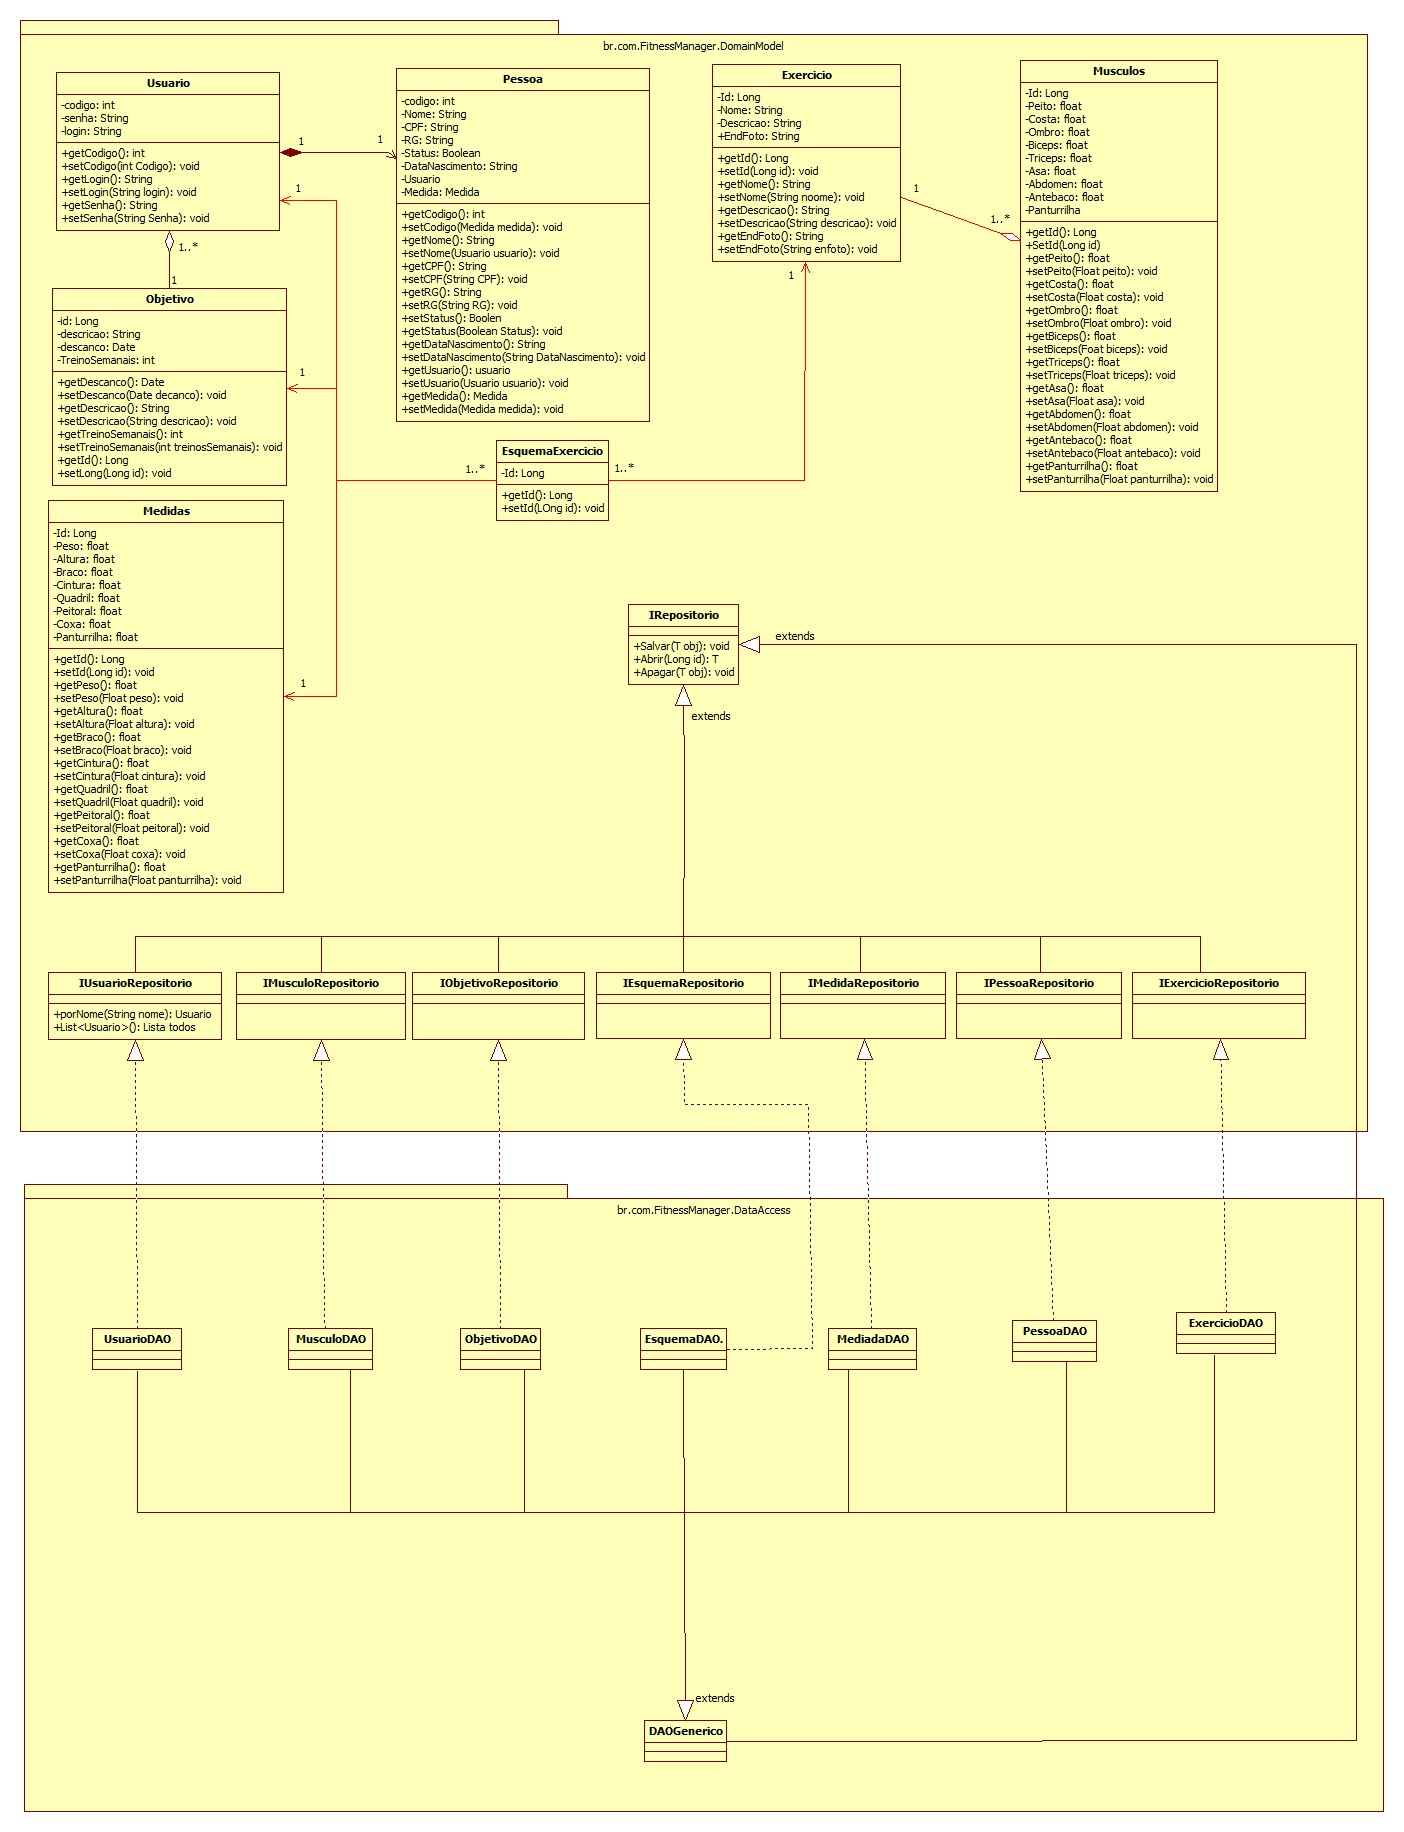 br.com.FitnessManager.DomainModel
Usuario
-codigo: int
-senha: String
-login: String
+getCodigo(): int
+setCodigo(int Codigo): void
+getLogin(): String
+setLogin(String login): void
+getSenha(): String
+setSenha(String Senha): void
1
1
1
1..*
1
Pessoa
-codigo: int
-Nome: String
-CPF: String
-RG: String
-Status: Boolean
-DataNascimento: String
-Usuario
-Medida: Medida
+getCodigo(): int
+setCodigo(Medida medida): void
+getNome(): String
+setNome(Usuario usuario): void
+getCPF(): String
+setCPF(String CPF): void
+getRG(): String
+setRG(String RG): void
+setStatus(): Boolen
+getStatus(Boolean Status): void
+getDataNascimento(): String
+setDataNascimento(String DataNascimento): void
+getUsuario(): usuario
+setUsuario(Usuario usuario): void
+getMedida(): Medida
+setMedida(Medida medida): void
Exercicio
-Id: Long
-Nome: String
-Descricao: String
+EndFoto: String
+getId(): Long
+setId(Long id): void
+getNome(): String
+setNome(String noome): void
+getDescricao(): String
+setDescricao(String descricao): void
+getEndFoto(): String
+setEndFoto(String enfoto): void
1
1..*
1
Musculos
-Id: Long
-Peito: float
-Costa: float
-Ombro: float
-Biceps: float
-Triceps: float
-Asa: float
-Abdomen: float
-Antebaco: float
-Panturrilha
+getId(): Long
+SetId(Long id)
+getPeito(): float
+setPeito(Float peito): void
+getCosta(): float
+setCosta(Float costa): void
+getOmbro(): float
+setOmbro(Float ombro): void
+getBiceps(): float
+setBiceps(Foat biceps): void
+getTriceps(): float
+setTriceps(Float triceps): void
+getAsa(): float
+setAsa(Float asa): void
+getAbdomen(): float
+setAbdomen(Float abdomen): void
+getAntebaco(): float
+setAntebaco(Float antebaco): void
+getPanturrilha(): float
+setPanturrilha(Float panturrilha): void
Objetivo
-id: Long
-descricao: String
-descanco: Date
-TreinoSemanais: int
+getDescanco(): Date
+setDescanco(Date decanco): void
+getDescricao(): String
+setDescricao(String descricao): void
+getTreinoSemanais(): int
+setTreinoSemanais(int treinosSemanais): void
+getId(): Long
+setLong(Long id): void
1
EsquemaExercicio
-Id: Long
+getId(): Long
+setId(LOng id): void
1..*
1..*
Medidas
-Id: Long
-Peso: float
-Altura: float
-Braco: float
-Cintura: float
-Quadril: float
-Peitoral: float
-Coxa: float
-Panturrilha: float
+getId(): Long
+setId(Long id): void
+getPeso(): float
+setPeso(Float peso): void
+getAltura(): float
+setAltura(Float altura): void
+getBraco(): float
+setBraco(Float braco): void
+getCintura(): float
+setCintura(Float cintura): void
+getQuadril(): float
+setQuadril(Float quadril): void
+getPeitoral(): float
+setPeitoral(Float peitoral): void
+getCoxa(): float
+setCoxa(Float coxa): void
+getPanturrilha(): float
+setPanturrilha(Float panturrilha): void
1
IRepositorio
+Salvar(T obj): void
+Abrir(Long id): T
+Apagar(T obj): void
extends
extends
IUsuarioRepositorio
+porNome(String nome): Usuario
+List<Usuario>(): Lista todos
IMusculoRepositorio
IObjetivoRepositorio
IEsquemaRepositorio
IMedidaRepositorio
IPessoaRepositorio
IExercicioRepositorio
br.com.FitnessManager.DataAccess
UsuarioDAO
MusculoDAO
ObjetivoDAO
EsquemaDAO.
MediadaDAO
PessoaDAO
ExercicioDAO
extends
DAOGenerico